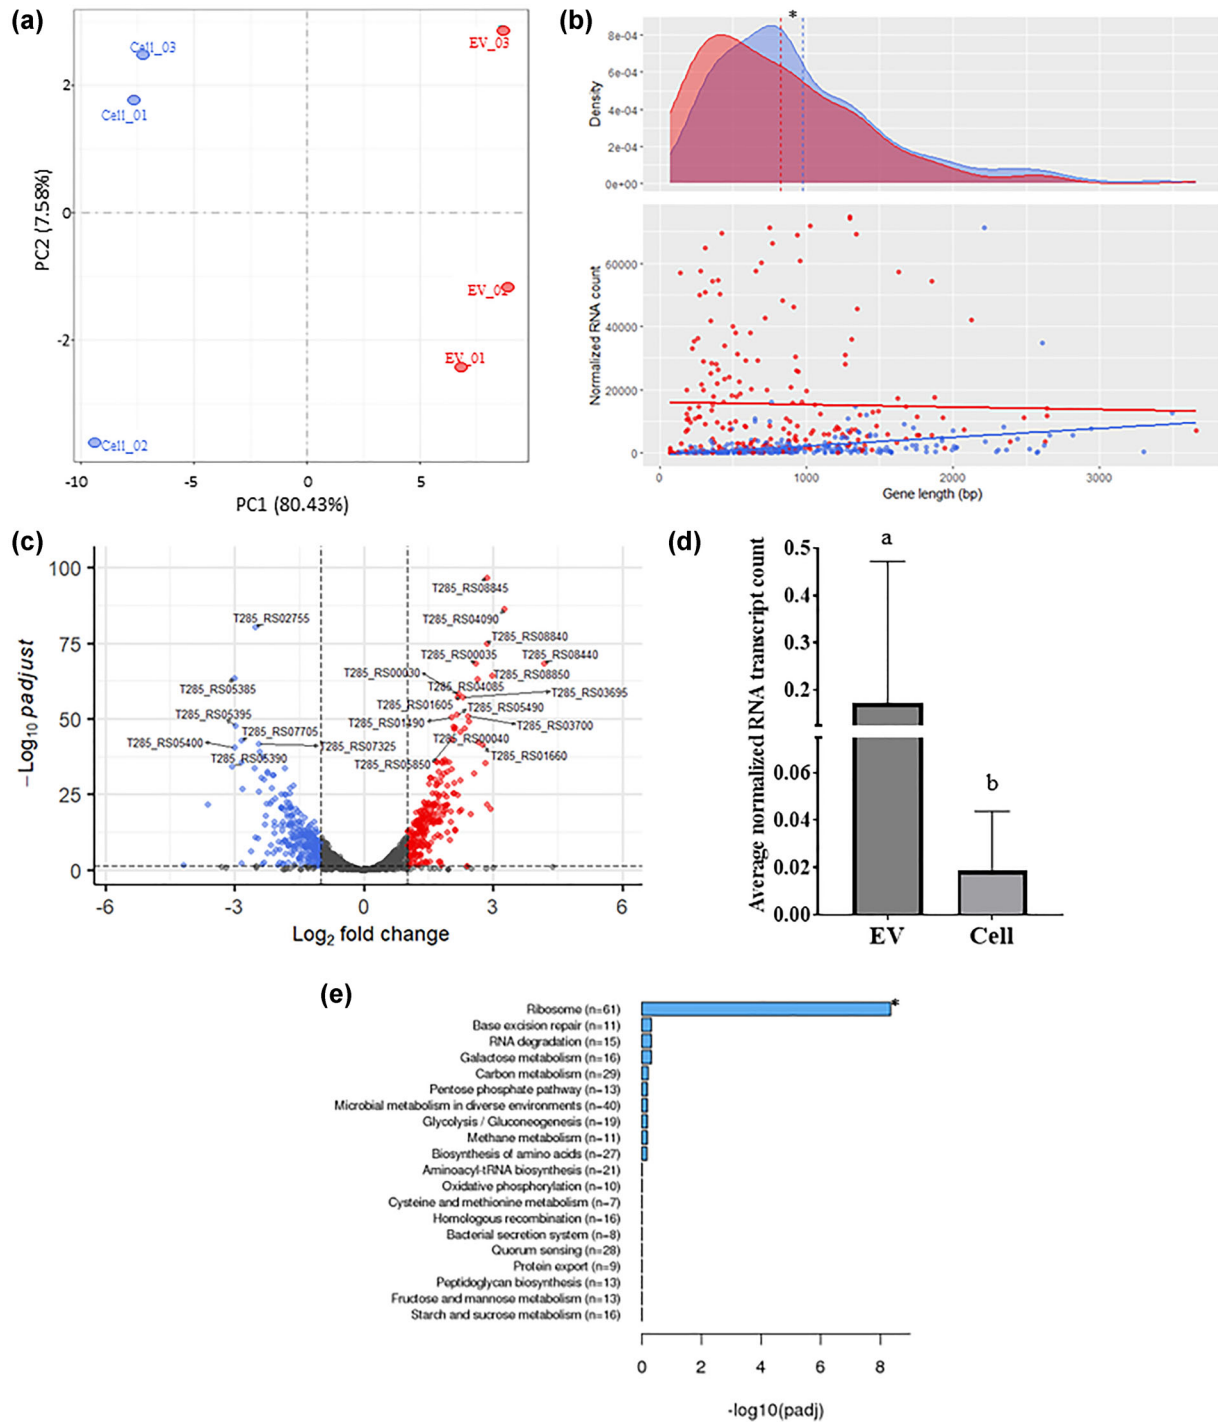 (a)
Cell_03
Cell_01
Cell_02
EV_03
EV_01
2
0
-2
-10
-5
0
5
PC2 (7.58%)
PC1 (80.43%)
(b)
*
8e-04
6e-04
4e-04
2e-04
0e+00
Density
60000
40000
20000
0
Normalized RNA count
0
1000
2000
3000
Gene length (bp)
(c)
100
75
50
25
0
-Log10 padjust
T285_RS08845
T285_RS04090
T285_RS02755
T285_RS08840
T285_RS00035
T285_RS08440
T285_RS00030
T285_RS08850
T285_RS05385
T285_RS04085
T285_RS03695
T285_RS01605
T285_RS05490
T285_RS05395
T285_RS01490
T285_RS03700
T285_RS07705
T285_RS00040
T285_RS05400
T285_RS07325
T285_RS01660
T285_RS05390
T285_RS05850
-6
-3
0
3
6
Log2 fold change
(d)
Average normalized RNA transcript count
0.5
0.4
0.3
0.2
0.06
0.04
0.02
0.00
a
b
EV
Cell
(e)
Ribosome (n=61)
*
Base excision repair (n=11)
RNA degradation (n=15)
Galactose metabolism (n=16)
Carbon metabolism (n=29)
Pentose phosphate pathway (n=13)
Microbial metabolism in diverse environments (n=40)
Glycolysis / Gluconeogenesis (n=19)
Methane metabolism (n=11)
Biosynthesis of amino acids (n=27)
Aminoacyl-tRNA biosynthesis (n=21)
Oxidative phosphorylation (n=10)
Cysteine and methionine metabolism (n=7)
Homologous recombination (n=16)
Bacterial secretion system (n=8)
Quorum sensing (n=28)
Protein export (n=9)
Peptidoglycan biosynthesis (n=13)
Fructose and mannose metabolism (n=13)
Starch and sucrose metabolism (n=16)
0
2
4
6
8
-log10(padj)